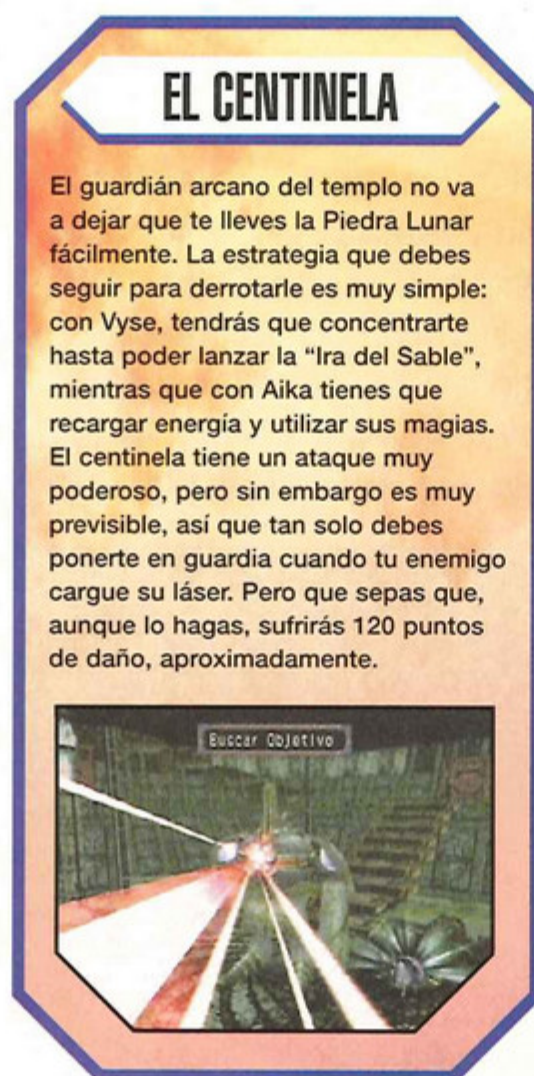 EL CENTINELA
El guardián arcano del templo no va
a dejar que te lleves la Piedra Lunar
fácilmente. La estrategia que debes
seguir para derrotarle es muy simple:
con Vyse, tendrás que concentrarte
hasta poder lanzar la “Ira del Sable”,
mientras que con Aika tienes que
recargar energía y utilizar sus magias.
El centinela tiene un ataque muy
poderoso, pero sin embargo es muy
previsible, así que tan solo debes
ponerte en guardia cuando tu enemigo
cargue su láser. Pero que sepas que,
aunque lo hagas, sufrirás 120 puntos
de daño, aproximadamente.
Buscar Objetivo